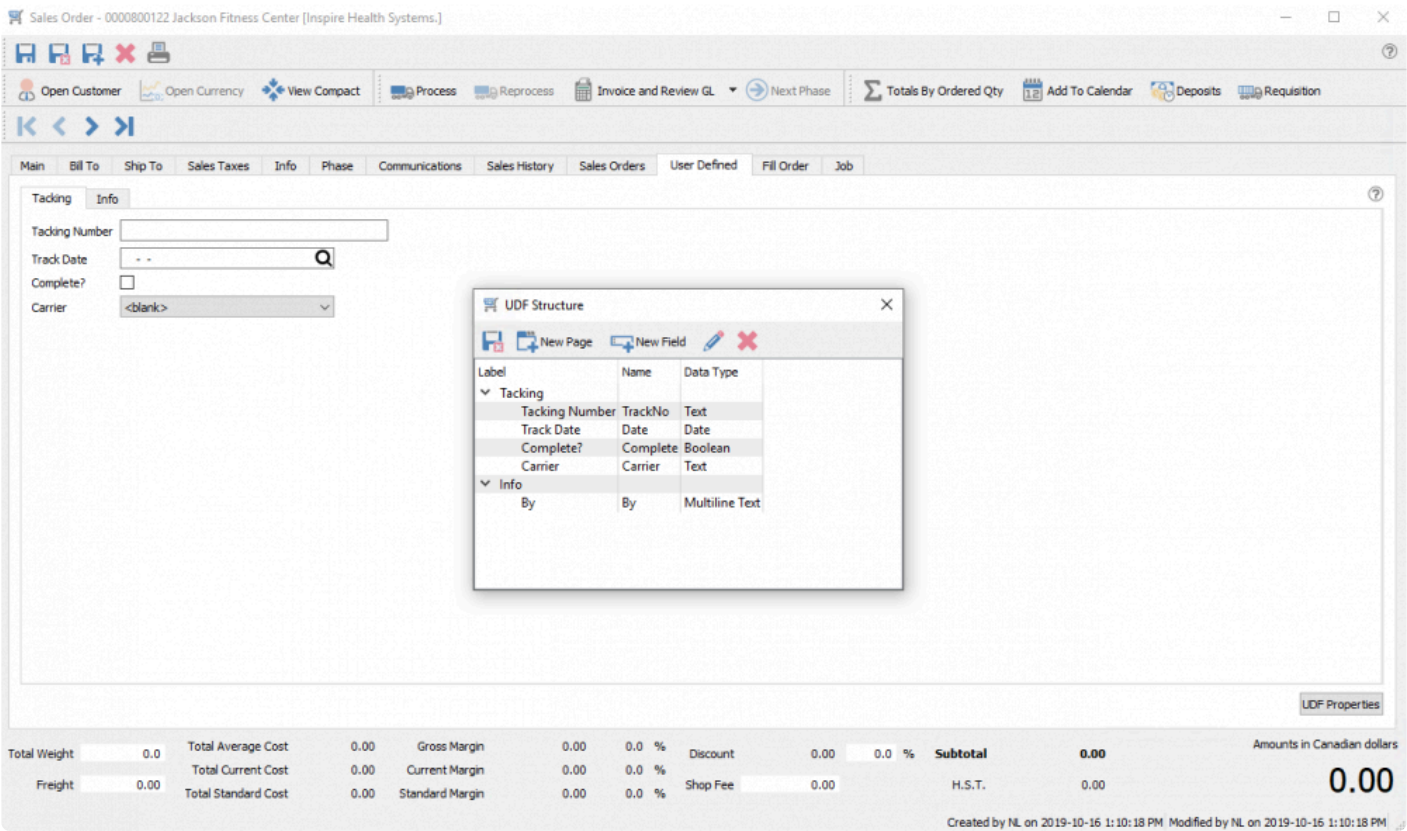 Sales Order - 0000800122 Jackson Fitness Center [Inspire Health Systems.]
Open Customer Open Currency View Compact Process Reprocess Invoice and Review GL Next Phase Totals By Ordered Qty 12 Add To Calendar Deposits Requisition
Main Bill To Ship To Sales Taxes Info Phase Communications Sales History Sales Orders User Defined Fill Order Job
Tacking Info
Tacking Number
Track Date - -
Complete?
Carrier <blank>
UDF Structure
New Page New Field
Label Name Data Type
Tacking
Tacking Number TrackNo Text
Track Date Date Date
Complete? Complete Boolean
Carrier Carrier Text
Info
By By Multiline Text
UDF Properties
Total Weight 0.0 Total Average Cost 0.00 Gross Margin 0.00 0.0 % Discount 0.00 0.0 % Subtotal 0.00 Amounts in Canadian dollars
Total Current Cost 0.00 Current Margin 0.00 0.0 %
Freight 0.00 Total Standard Cost 0.00 Standard Margin 0.00 0.0 % Shop Fee 0.00 H.S.T. 0.00 0.00
Created by NL on 2019-10-16 1:10:18 PM Modified by NL on 2019-10-16 1:10:18 PM